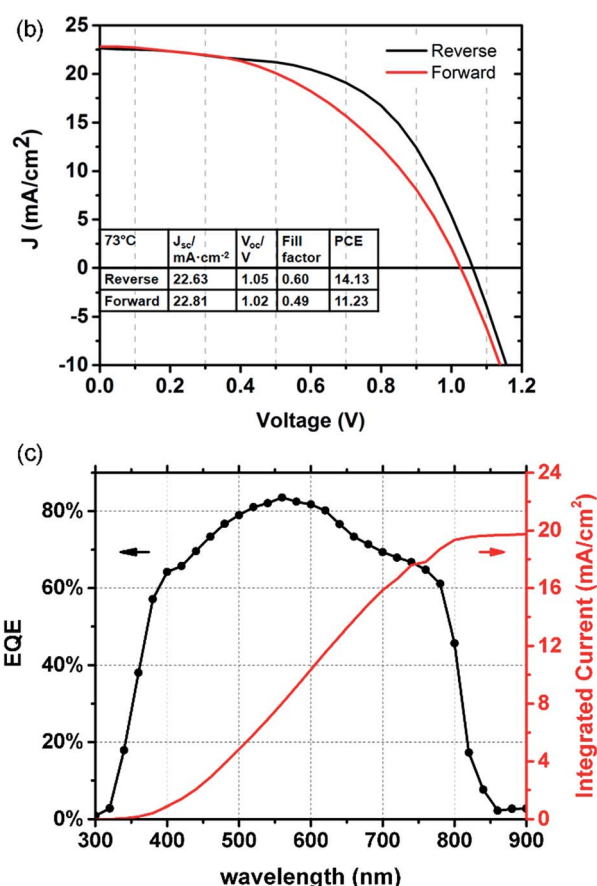 (b)
25
20
15
10
5
0
-5
-10
J (mA/cm²)
Reverse
Forward
73°C Jsc/ mA·cm⁻² Voc/ V Fill factor PCE
Reverse 22.63 1.05 0.60 14.13
Forward 22.81 1.02 0.49 11.23
0.0 0.2 0.4 0.6 0.8 1.0 1.2
Voltage (V)
(c)
80%
60%
40%
20%
0%
EQE
24
20
16
12
8
4
0
Integrated Current (mA/cm²)
300 400 500 600 700 800 900
wavelength (nm)